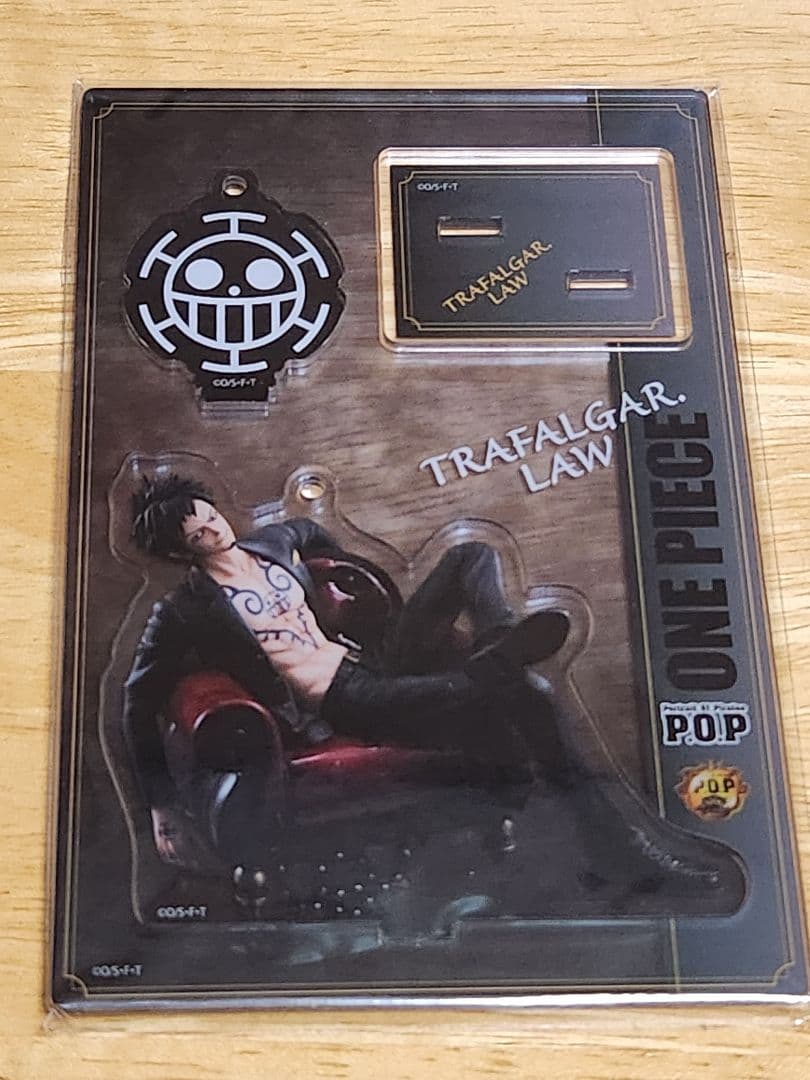 ©O/S・F・T
TRAFALGAR.
LAW
©O/S・F・T
TRAFALGAR.
LAW
ONE PIECE
Portrait Of Pirates
P.O.P
P.O.P
©O/S・F・T
©O/S・F・T